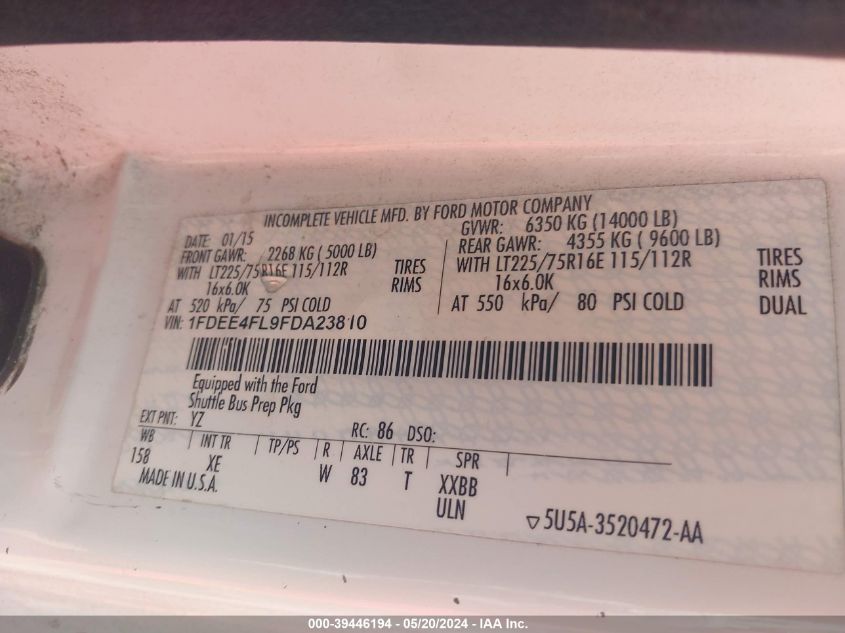 INCOMPLETE VEHICLE MFD. BY FORD MOTOR COMPANY
DATE: 01/15
GVWR: 6350 KG (14000 LB)
FRONT GAWR: 2268 KG ( 5000 LB)
REAR GAWR: 4355 KG ( 9600 LB)
WITH LT225/75R16E 115/112R TIRES
WITH LT225/75R16E 115/112R TIRES
16x6.0K RIMS
16x6.0K RIMS
AT 520 kPa/ 75 PSI COLD
AT 550 kPa/ 80 PSI COLD DUAL
VIN: 1FDEE4FL9FDA23810
Equipped with the Ford
Shuttle Bus Prep Pkg
EXT PNT: YZ RC: 86 DSO:
WB INT TR TP/PS R AXLE TR SPR
158 XE W 83 T XXBB
MADE IN U.S.A. ULN
5U5A-3520472-AA
000-39446194 - 05/20/2024 - IAA Inc.